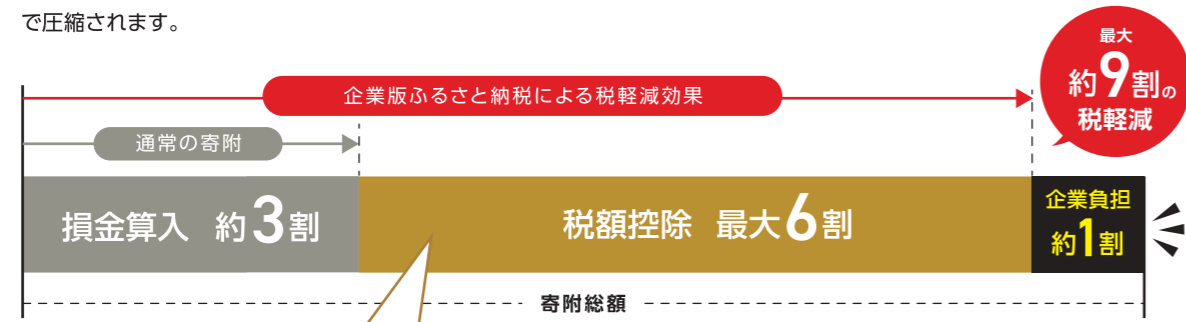 で圧縮されます。
最大
約9割の
税軽減
企業版ふるさと納税による税軽減効果
通常の寄附
損金算入 約3割
税額控除 最大6割
企業負担
約1割
寄附総額